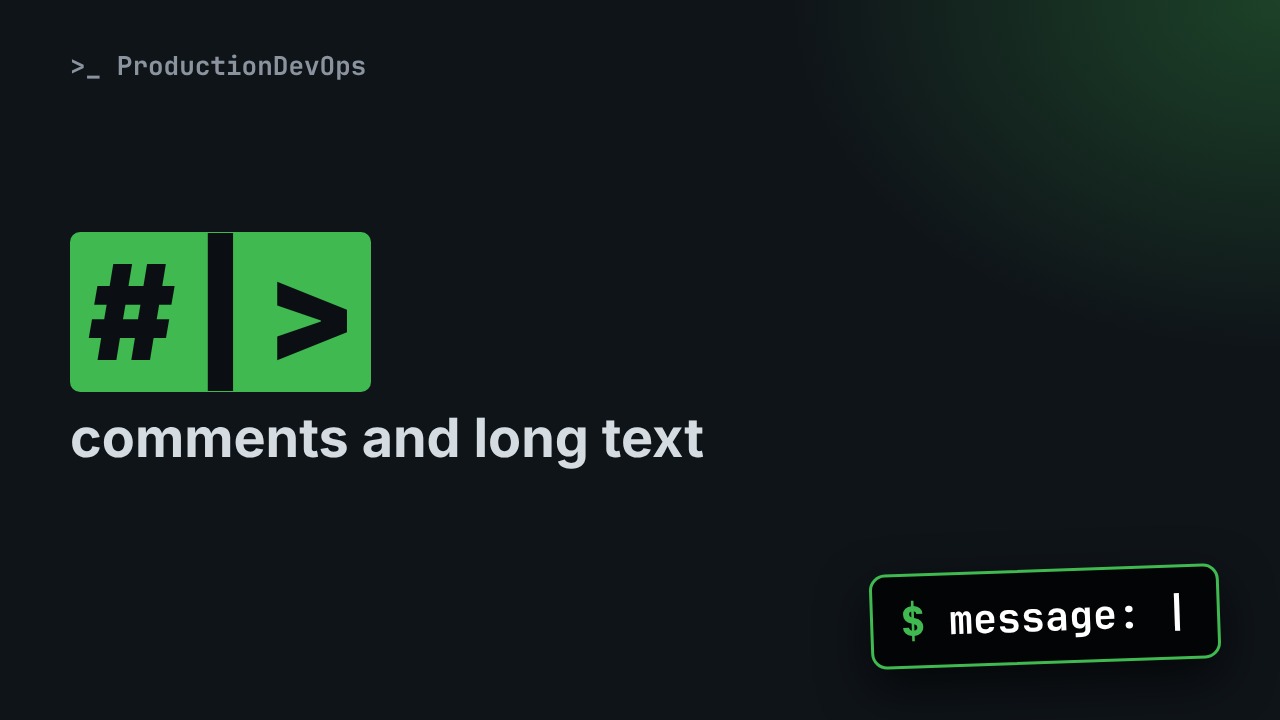 >_ ProductionDevOps
#|>
comments and long text
$ message: |